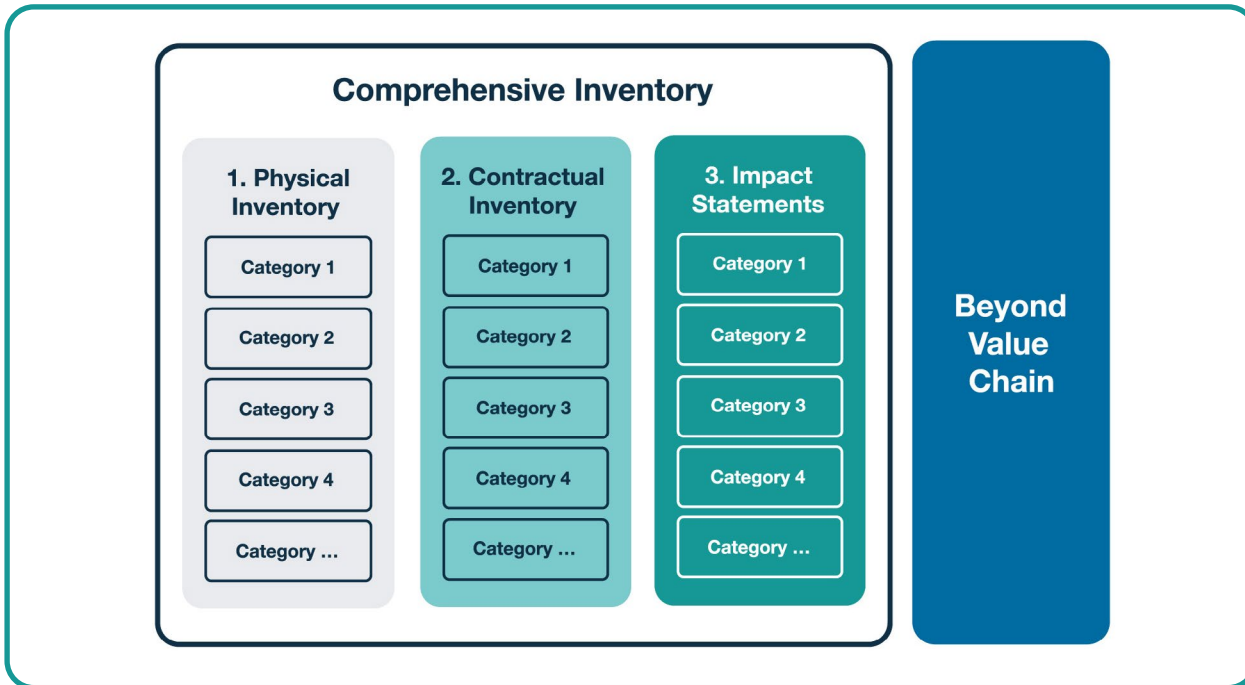 Comprehensive Inventory
1. Physical
Inventory
Category 1
Category 2
Category 3
Category 4
Category ...
2. Contractual
Inventory
Category 1
Category 2
Category 3
Category 4
Category ...
3. Impact
Statements
Category 1
Category 2
Category 3
Category 4
Category ...
Beyond
Value
Chain